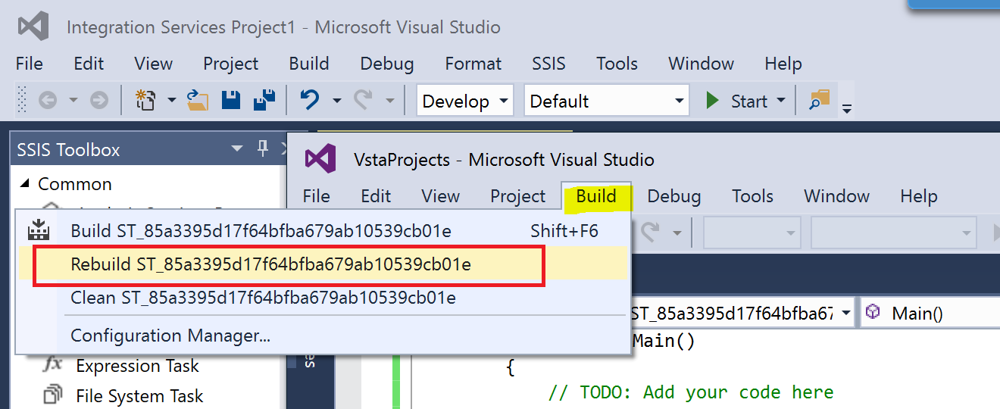 Integration Services Project1 - Microsoft Visual Studio
File Edit View Project Build Debug Format SSIS Tools Window Help
Develop Default Start
SSIS Toolbox
VstaProjects - Microsoft Visual Studio
Common
File Edit View Project Build Debug Tools Window Help
Build ST_85a3395d17f64bfba679ab10539cb01e Shift+F6
Rebuild ST_85a3395d17f64bfba679ab10539cb01e
Clean ST_85a3395d17f64bfba679ab10539cb01e
ST_85a3395d17f64bfba67 Main()
Configuration Manager...
Main()
fx Expression Task
{
File System Task
// TODO: Add your code here